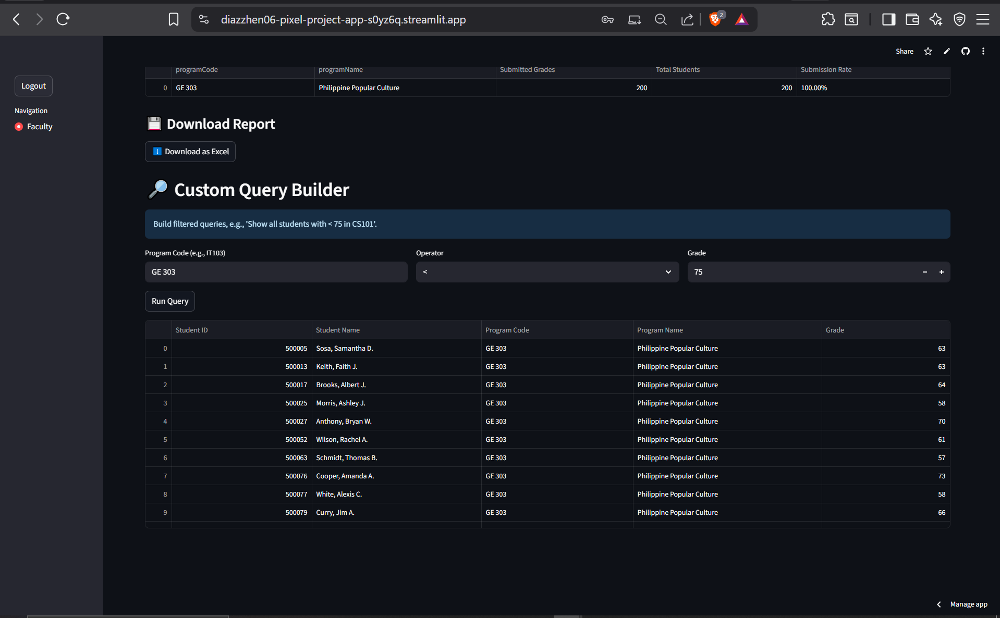 diazzhen06-pixel-project-app-s0yz6q.streamlit.app
2
Share
Logout
Navigation
Faculty
programCode programName Submitted Grades Total Students Submission Rate
0 GE 303 Philippine Popular Culture 200 200 100.00%
Download Report
Download as Excel
Custom Query Builder
Build filtered queries, e.g., 'Show all students with < 75 in CS101'.
Program Code (e.g., IT103) Operator Grade
GE 303 < 75
Run Query
Student ID Student Name Program Code Program Name Grade
0 500005 Sosa, Samantha D. GE 303 Philippine Popular Culture 63
1 500013 Keith, Faith J. GE 303 Philippine Popular Culture 63
2 500017 Brooks, Albert J. GE 303 Philippine Popular Culture 64
3 500025 Morris, Ashley J. GE 303 Philippine Popular Culture 58
4 500027 Anthony, Bryan W. GE 303 Philippine Popular Culture 70
5 500052 Wilson, Rachel A. GE 303 Philippine Popular Culture 61
6 500063 Schmidt, Thomas B. GE 303 Philippine Popular Culture 57
7 500076 Cooper, Amanda A. GE 303 Philippine Popular Culture 73
8 500077 White, Alexis C. GE 303 Philippine Popular Culture 58
9 500079 Curry, Jim A. GE 303 Philippine Popular Culture 66
Manage app